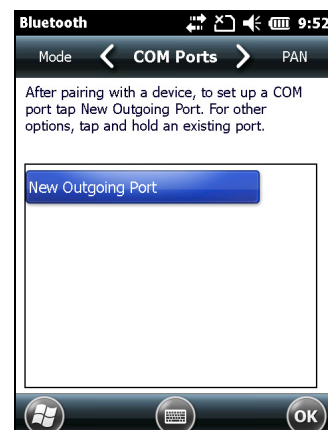 Bluetooth 9:52
Mode COM Ports PAN
After pairing with a device, to set up a COM
port tap New Outgoing Port. For other
options, tap and hold an existing port.
New Outgoing Port
OK